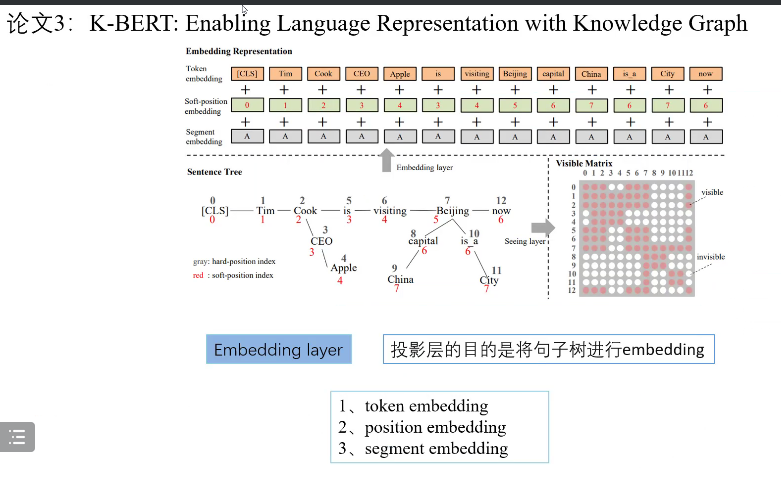 论文3：K-BERT: Enabling Language Representation with Knowledge Graph
Embedding Representation
Token embedding [CLS] Tim Cook CEO Apple is visiting Beijing capital China is_a City now
+ + + + + + + + + + + + +
Soft-position embedding 0 1 2 3 4 3 4 5 6 7 6 7 6
+ + + + + + + + + + + + +
Segment embedding A A A A A A A A A A A A A
Embedding layer
Sentence Tree
0 1 2 5 6 7 12
[CLS] Tim Cook is visiting Beijing now
0 1 2 3 4 5 6
3
CEO
3
4
Apple
4
8
capital
6
10
is_a
6
9
China
7
11
City
7
gray: hard-position index
red : soft-position index
Seeing layer
Visible Matrix
0 1 2 3 4 5 6 7 8 9 10 11 12
0
1
2
3
4
5
6
7
8
9
10
11
12
visible
invisible
Embedding layer
投影层的目的是将句子树进行embedding
1、token embedding
2、position embedding
3、segment embedding